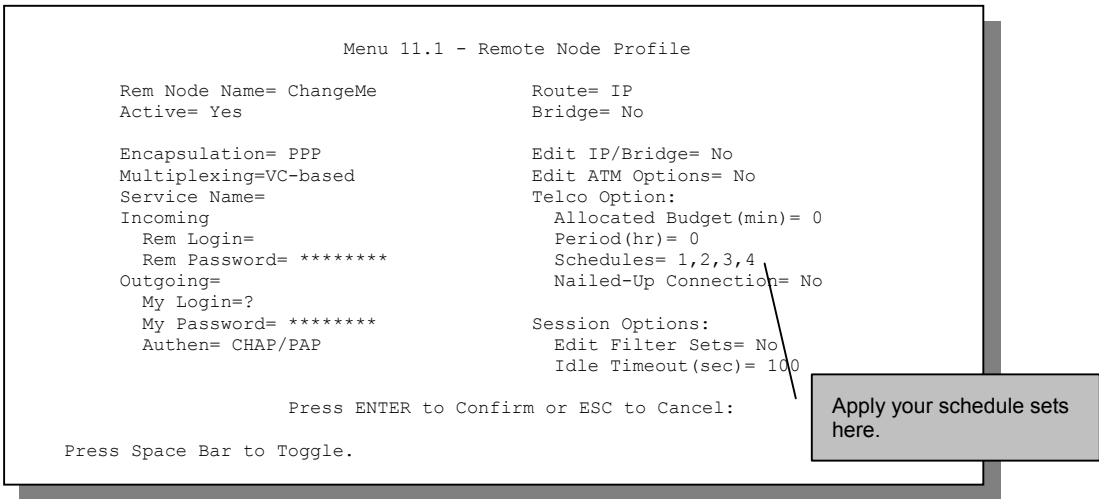 Menu 11.1 - Remote Node Profile
Rem Node Name= ChangeMe Route= IP
Active= Yes Bridge= No
Encapsulation= PPP Edit IP/Bridge= No
Multiplexing=VC-based Edit ATM Options= No
Service Name= Telco Option:
Incoming Allocated Budget(min)= 0
Rem Login= Period(hr)= 0
Rem Password= ******** Schedules= 1,2,3,4
Outgoing= Nailed-Up Connection= No
My Login=?
My Password= ******** Session Options:
Authen= CHAP/PAP Edit Filter Sets= No
Idle Timeout(sec)= 100
Press ENTER to Confirm or ESC to Cancel:
Press Space Bar to Toggle.
Apply your schedule sets
here.